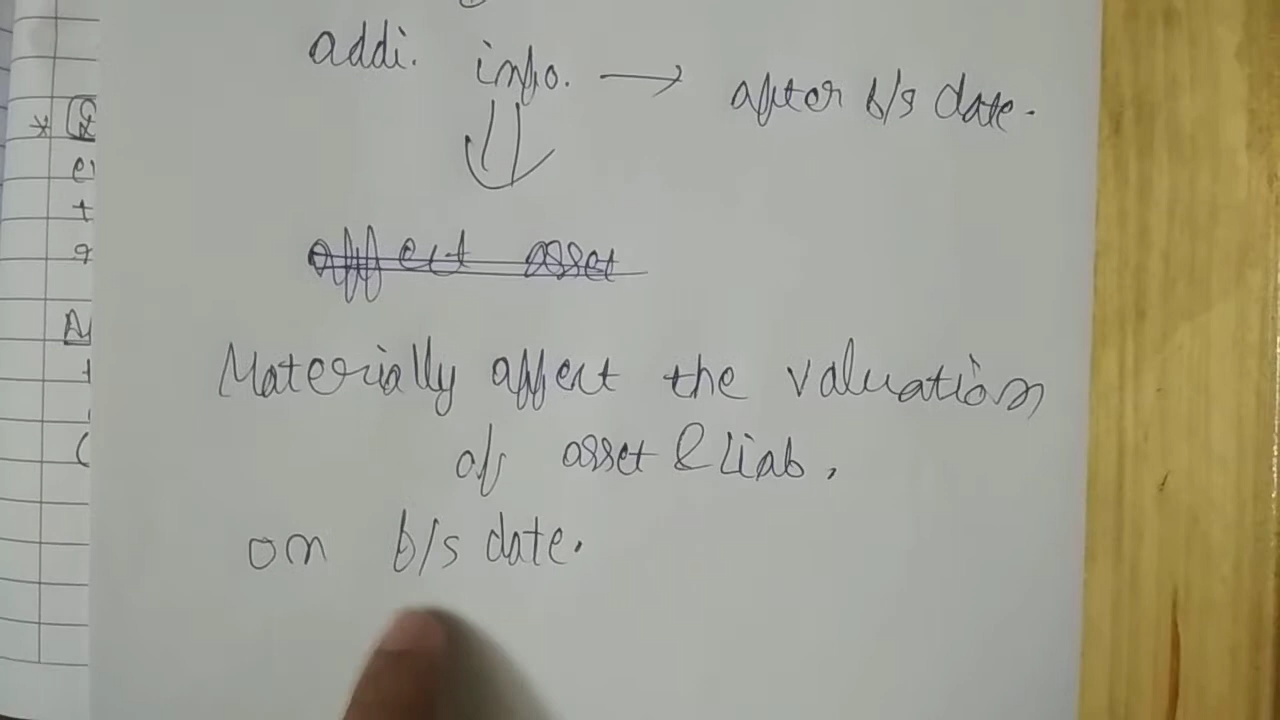 addi. info. → after b/s date.
affect asset
Materially affect the valuation
of asset & Liab,
on b/s date.